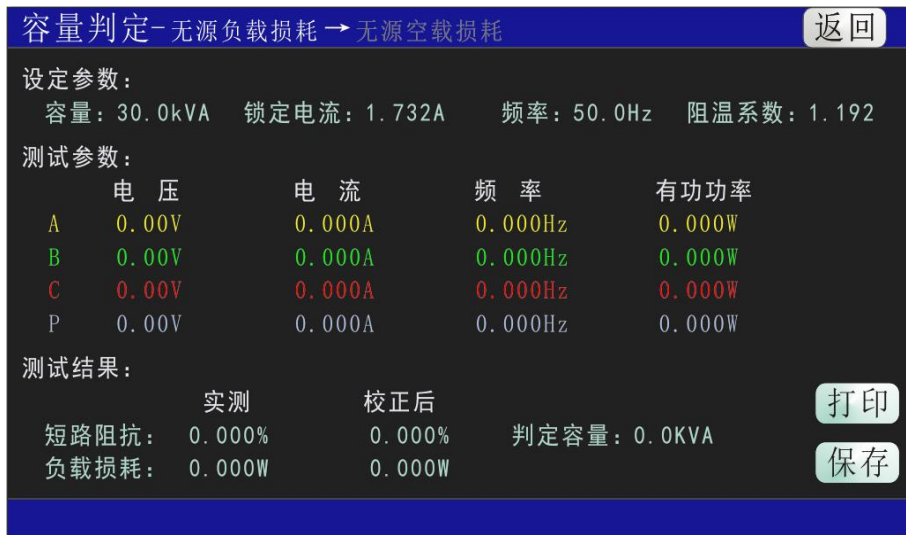 容量判定-无源负载损耗→无源空载损耗 返回
设定参数：
容量：30.0kVA 锁定电流：1.732A 频率：50.0Hz 阻温系数：1.192
测试参数：
电 压 电 流 频 率 有功功率
A 0.00V 0.000A 0.000Hz 0.000W
B 0.00V 0.000A 0.000Hz 0.000W
C 0.00V 0.000A 0.000Hz 0.000W
P 0.00V 0.000A 0.000Hz 0.000W
测试结果：
实测 校正后 打印
短路阻抗： 0.000% 0.000% 判定容量：0.0KVA
负载损耗： 0.000W 0.000W 保存